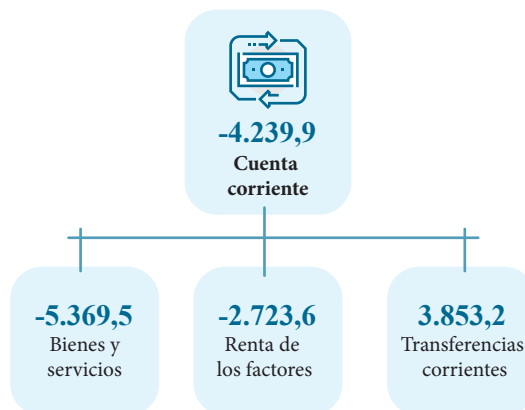 -4.239,9
Cuenta
corriente
-5.369,5
Bienes y
servicios
-2.723,6
Renta de
los factores
3.853,2
Transferencias
corrientes